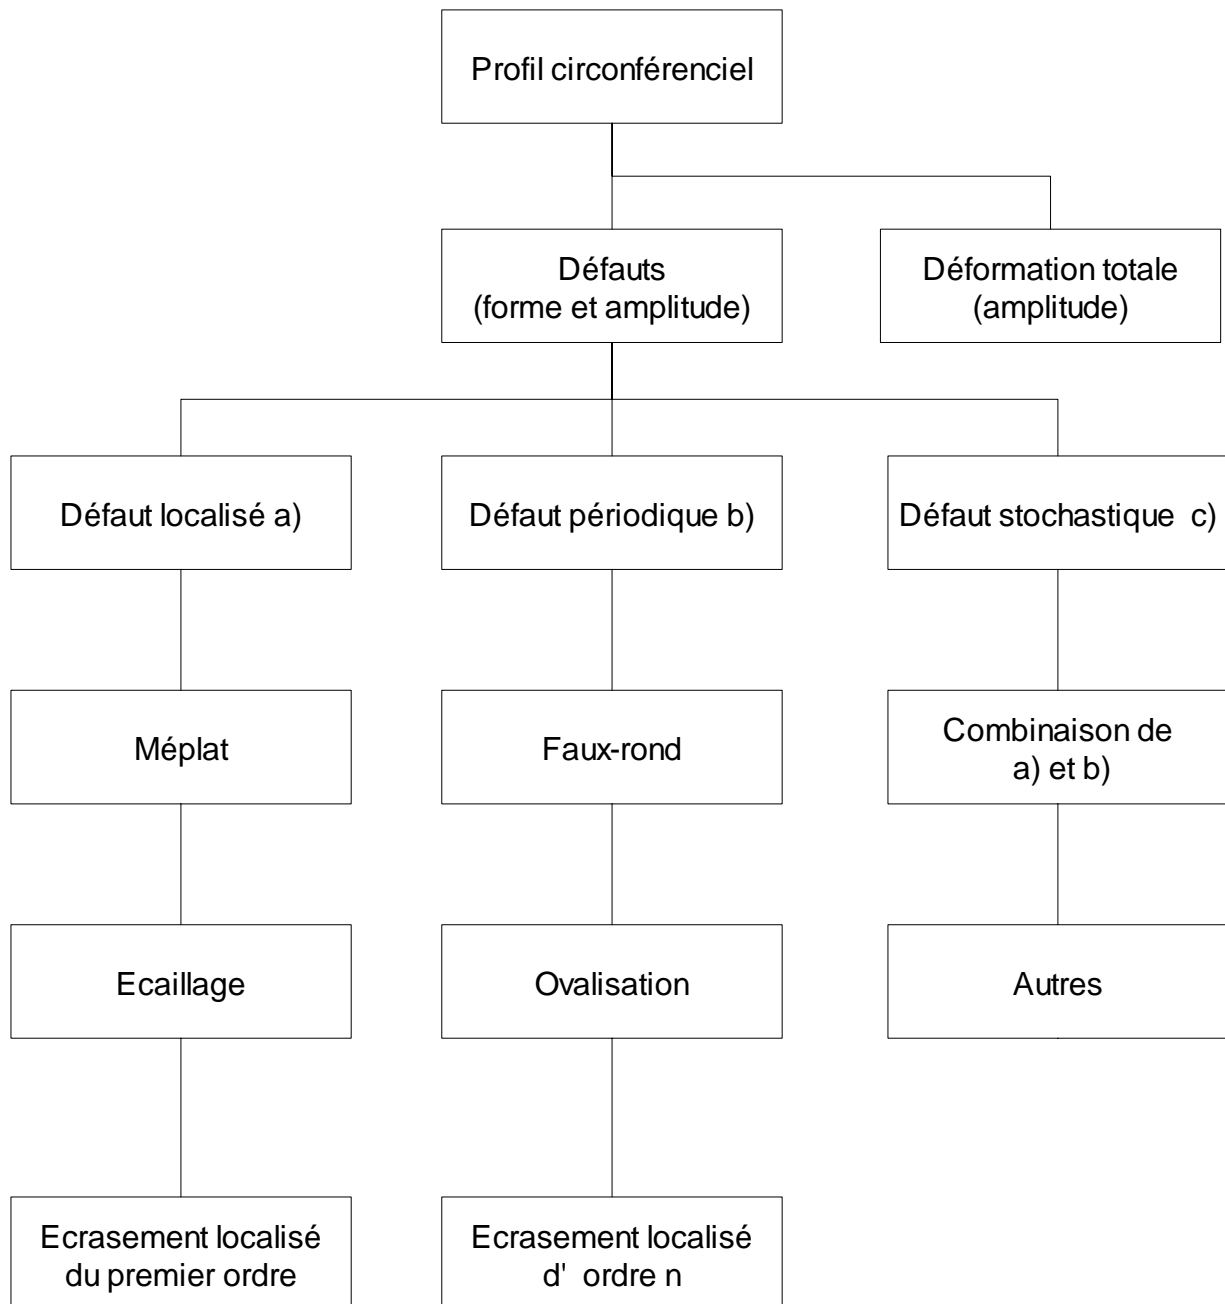 Profil circonférenciel
Défauts
(forme et amplitude)
Déformation totale
(amplitude)
Défaut localisé a)
Défaut périodique b)
Défaut stochastique  c)
Méplat
Faux-rond
Combinaison de
a) et b)
Ecaillage
Ovalisation
Autres
Ecrasement localisé
du premier ordre
Ecrasement localisé
d'  ordre n